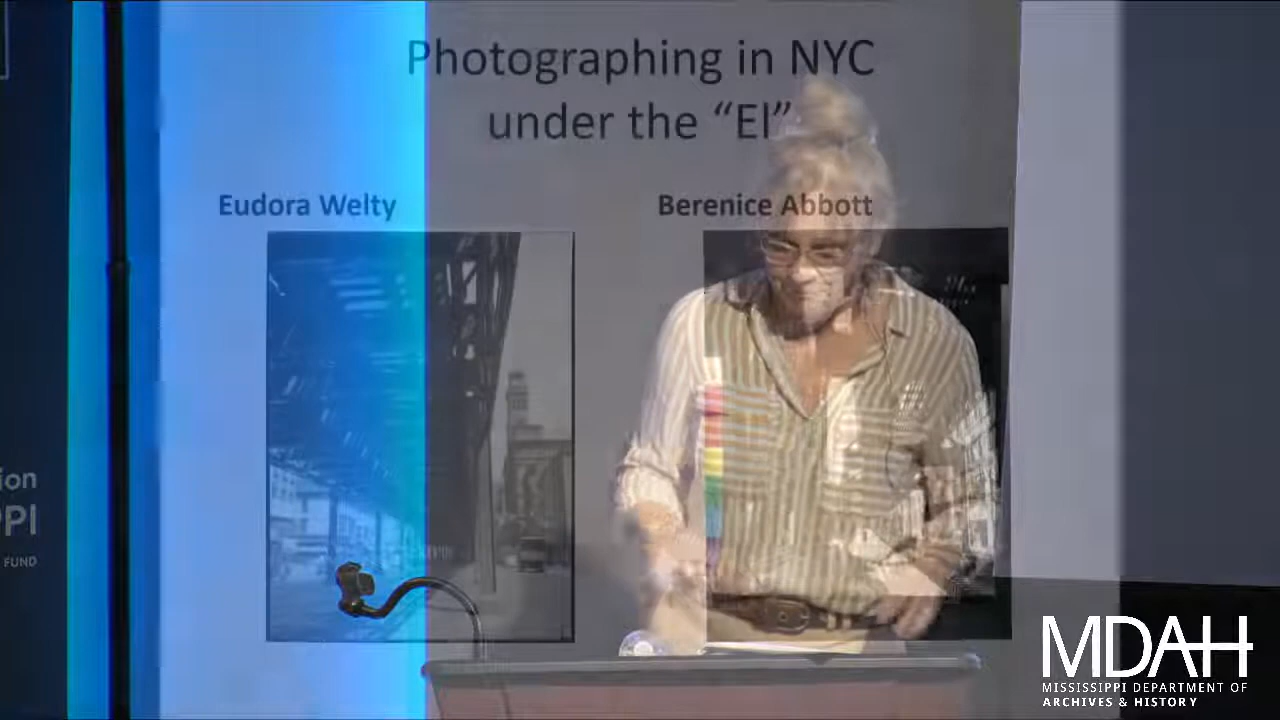 Photographing in NYC
under the “El”
Eudora Welty
Berenice Abbott
ion
PPI
FUND
MDAH
MISSISSIPPI DEPARTMENT OF
ARCHIVES & HISTORY